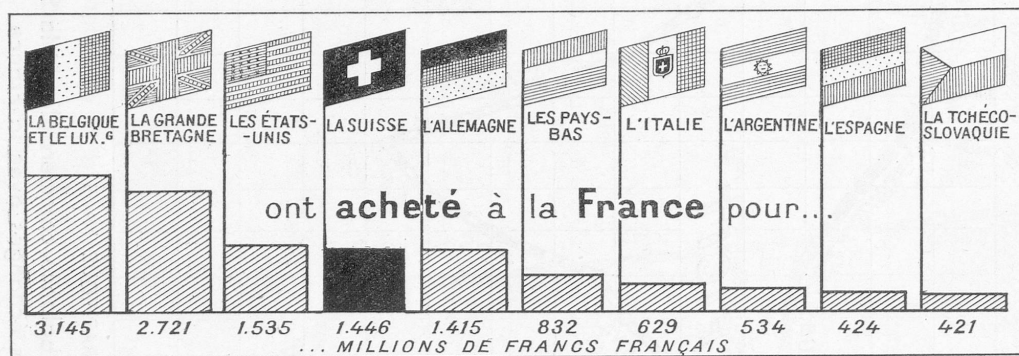 LA BELGIQUE ET LE LUX.G
LA GRANDE BRETAGNE
LES ÉTATS--UNIS
LA SUISSE
L'ALLEMAGNE
LES PAYS-BAS
L'ITALIE
L'ARGENTINE
L'ESPAGNE
LA TCHÉCO-SLOVAQUIE
ont acheté à la France pour...
3.145 2.721 1.535 1.446 1.415 832 629 534 424 421
... MILLIONS DE FRANCS FRANÇAIS